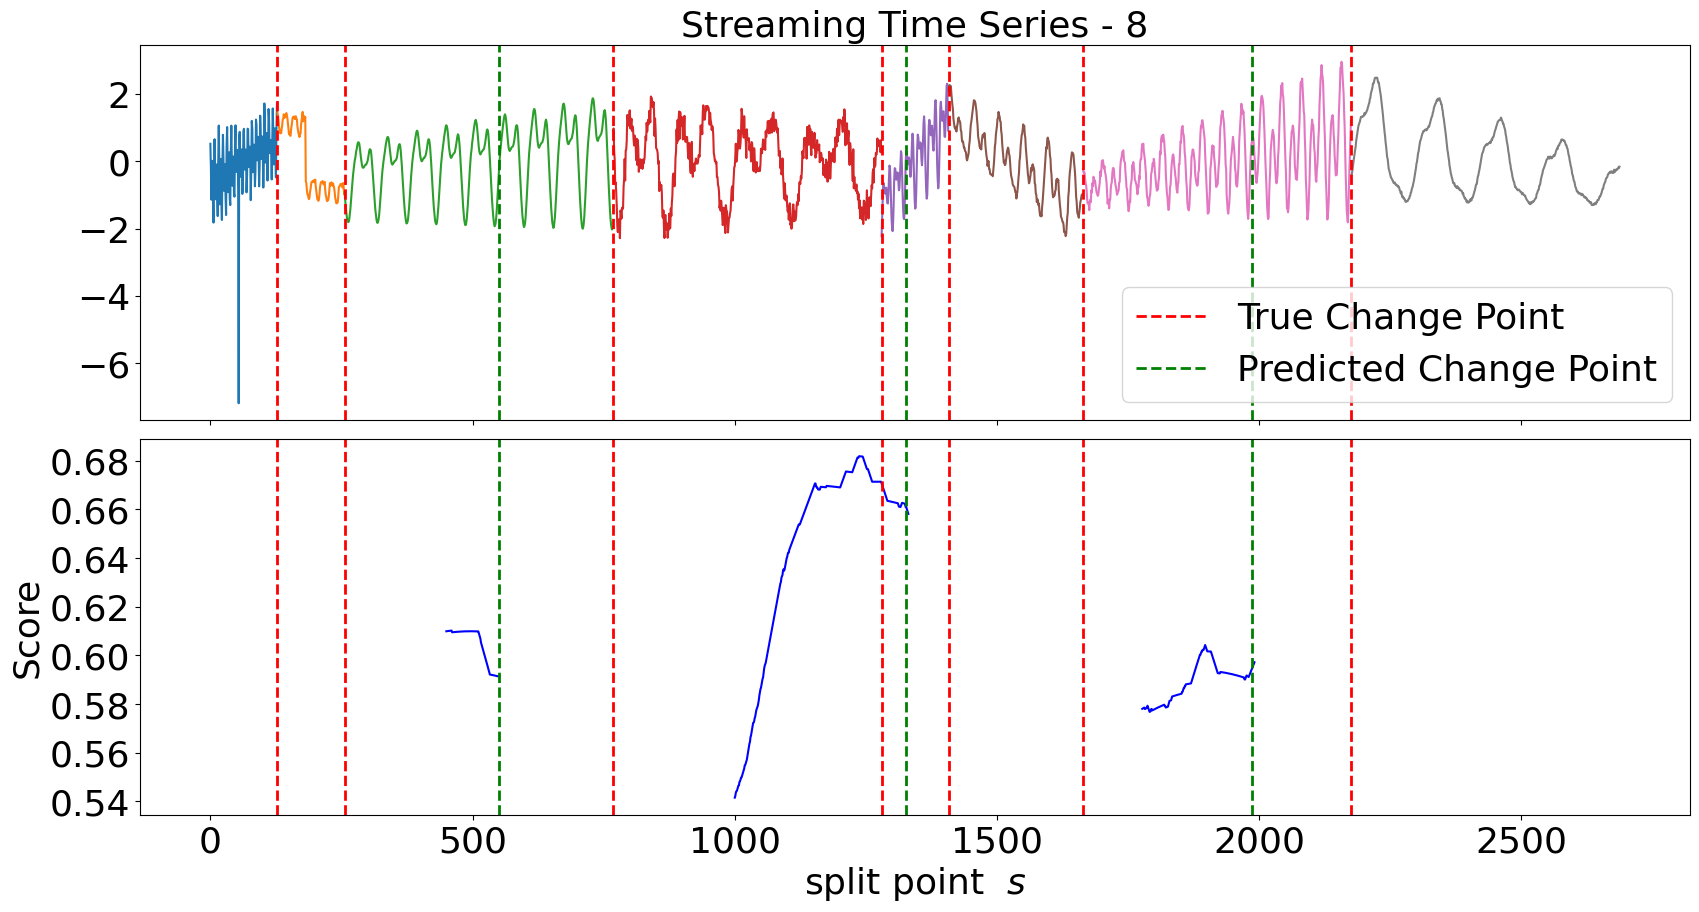 Streaming Time Series - 8
2
0
−2
−4
−6
True Change Point
Predicted Change Point
0.68
0.66
0.64
0.62
0.60
0.58
0.56
0.54
Score
0 500 1000 1500 2000 2500
split point s